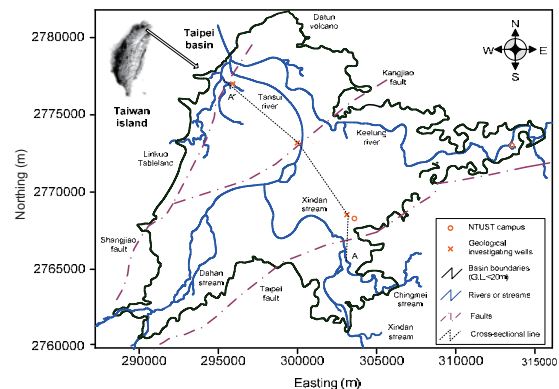 Datun
volcano
Taipei
basin
Taiwan
island
N
W
E
S
Kangjiao
fault
A'
Tansui
river
Keelung
river
Linkuo
Tableland
Xindan
stream
Shangjiao
fault
A
Dahan
stream
Taipei
fault
Chingmei
stream
Xindan
stream
NTUST campus
Geological
investigating wells
Basin boundaries
(G.L.<20m)
Rivers or streams
Faults
Cross-sectional line
Northing (m)
2780000
2775000
2770000
2765000
2760000
290000
295000
300000
305000
310000
315000
Easting (m)